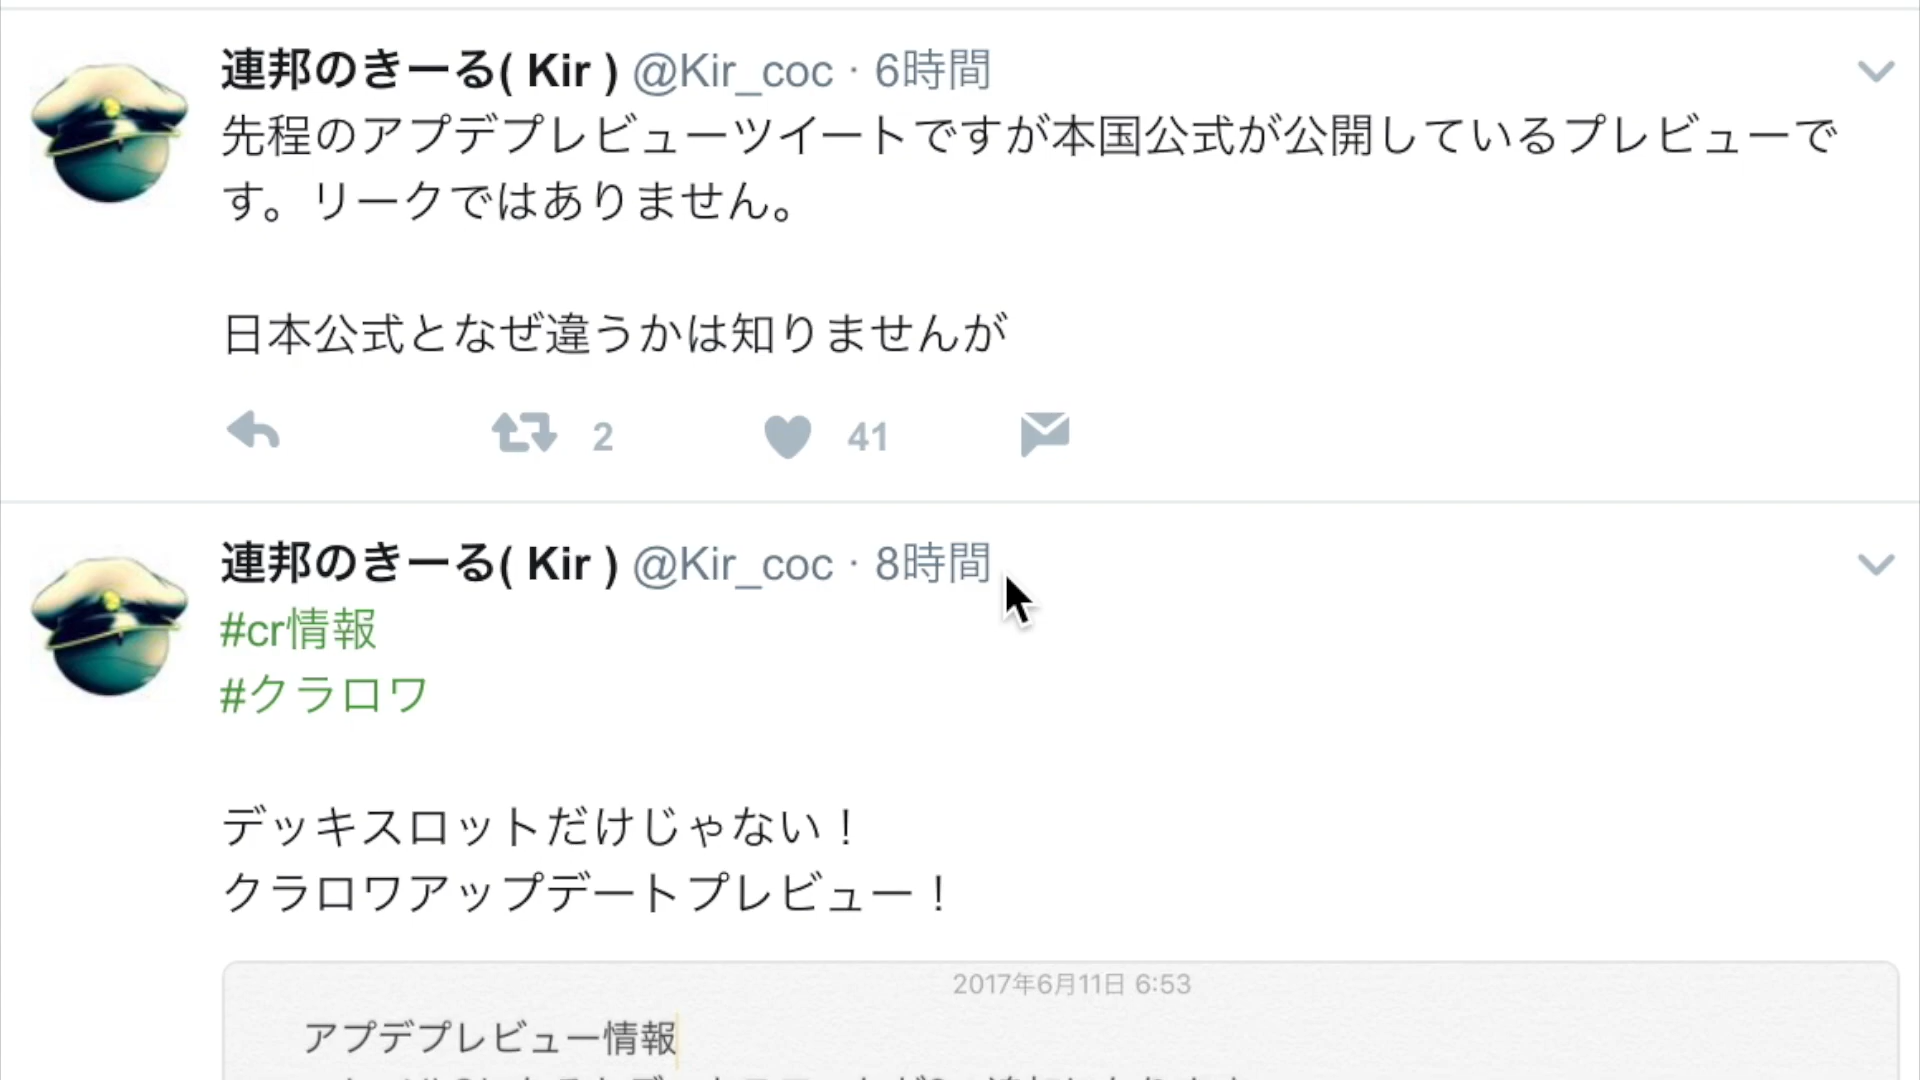 連邦のきーる( Kir ) @Kir_coc · 6時間
先程のアプデプレビューツイートですが本国公式が公開しているプレビューで
す。リークではありません。
日本公式となぜ違うかは知りませんが
2 41
連邦のきーる( Kir ) @Kir_coc · 8時間
#cr情報
#クラロワ
デッキスロットだけじゃない！
クラロワアップデートプレビュー！
2017年6月11日 6:53
アプデプレビュー情報